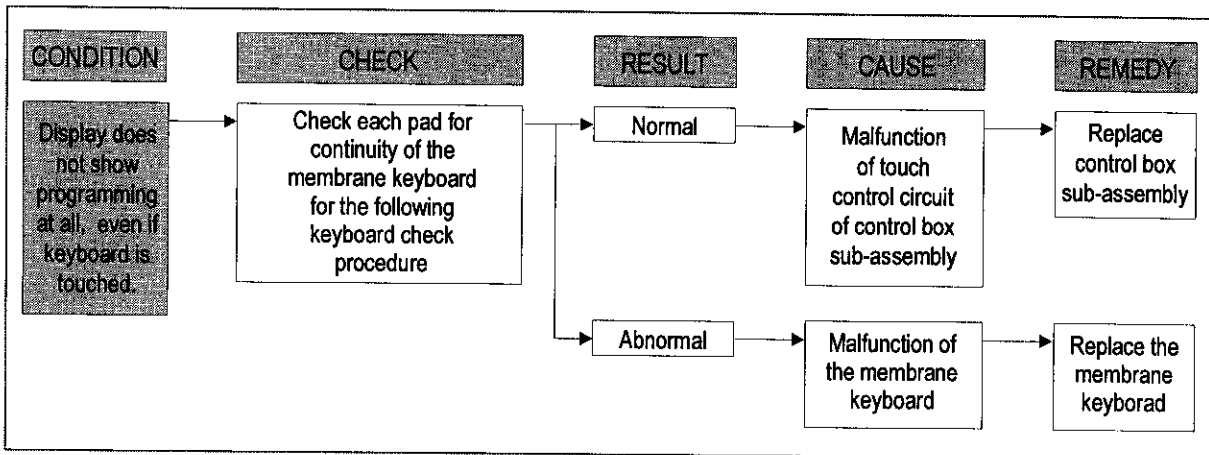 CONDITION
CHECK
RESULT
CAUSE
REMEDY
Display does
not show
programming
at all, even if
keyboard is
touched.
Check each pad for
continuity of the
membrane keyboard
for the following
keyboard check
procedure
Normal
Malfunction
of touch
control circuit
of control box
sub-assembly
Replace
control box
sub-assembly
Abnormal
Malfunction of
the membrane
keyboard
Replace the
membrane
keyborad